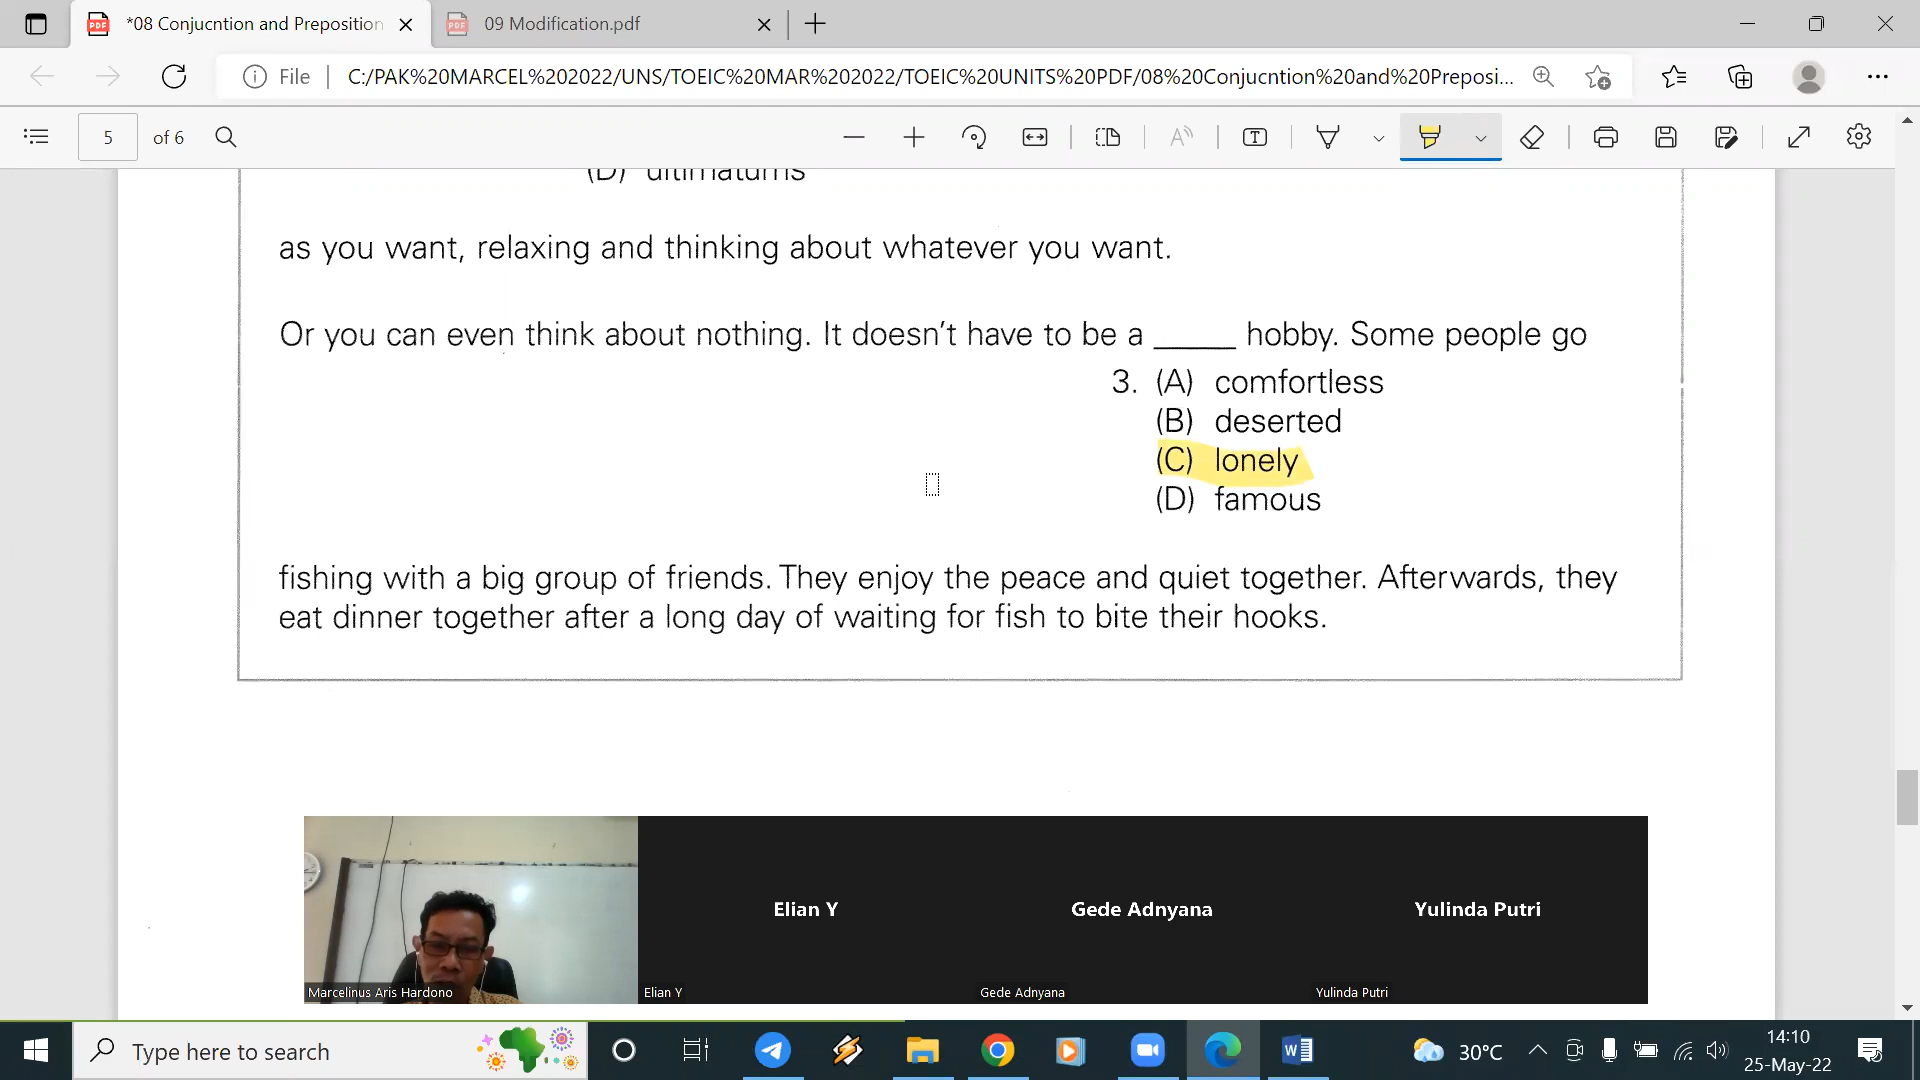 *08 Conjucntion and Preposition
09 Modification.pdf
File
C:/PAK%20MARCEL%202022/UNS/TOEIC%20MAR%202022/TOEIC%20UNITS%20PDF/08%20Conjucntion%20and%20Preposi...
5
of 6
(D) ultimatums
as you want, relaxing and thinking about whatever you want.
Or you can even think about nothing. It doesn't have to be a _____ hobby. Some people go
3. (A) comfortless
(B) deserted
(C) lonely
(D) famous
fishing with a big group of friends. They enjoy the peace and quiet together. Afterwards, they
eat dinner together after a long day of waiting for fish to bite their hooks.
Elian Y
Gede Adnyana
Yulinda Putri
Marcelinus Aris Hardono
Elian Y
Gede Adnyana
Yulinda Putri
Type here to search
30°C
14:10
25-May-22